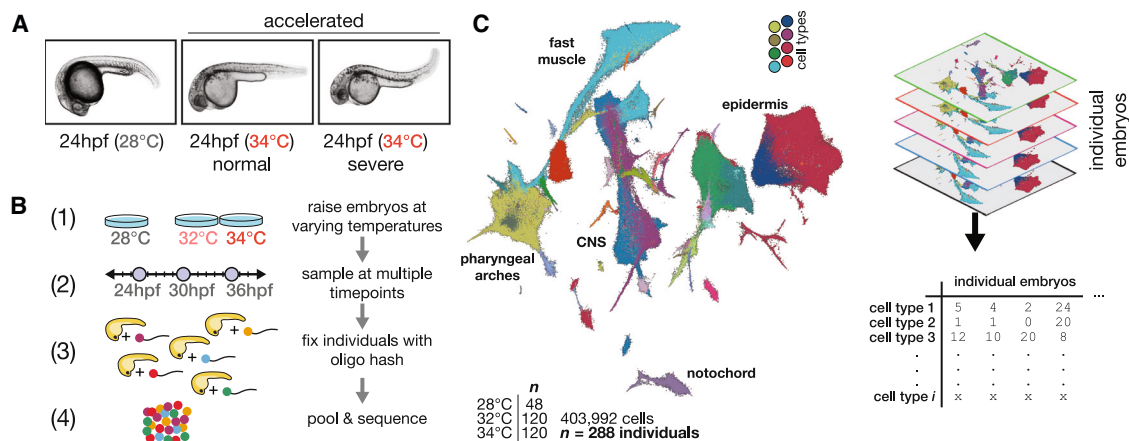 A
accelerated
24hpf (28°C)
24hpf (34°C)
normal
24hpf (34°C)
severe
B
(1)
28°C
32°C
34°C
raise embryos at
varying temperatures
(2)
24hpf
30hpf
36hpf
sample at multiple
timepoints
(3)
+
+
+
+
+
fix individuals with
oligo hash
(4)
pool & sequence
C
fast
muscle
cell types
epidermis
CNS
pharyngeal
arches
notochord
n
28°C 48
32°C 120 403,992 cells
34°C 120 n = 288 individuals
individual
embryos
individual embryos ...
cell type 1 5 4 2 24
cell type 2 1 1 0 20
cell type 3 12 10 20 8
. . . . .
. . . . .
. . . . .
cell type i x x x x